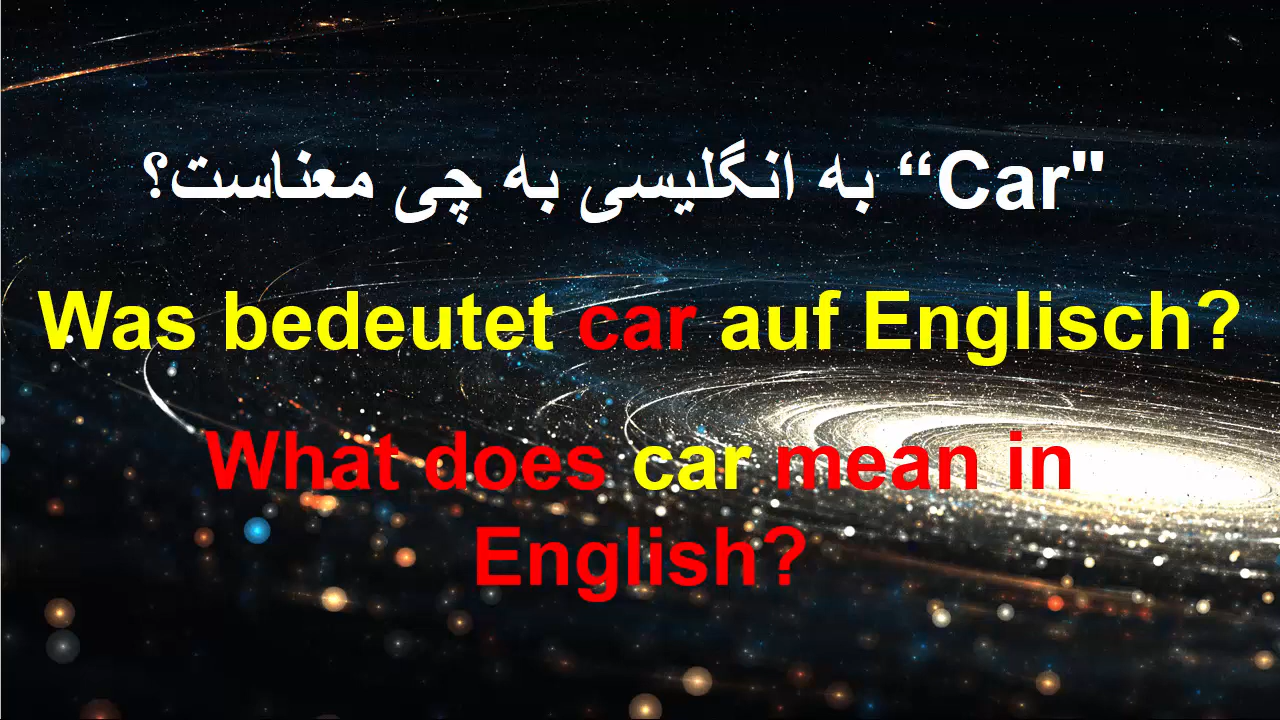 "Car“ به انگلیسی به چی معناست؟
Was bedeutet car auf Englisch?
What does car mean in
English?